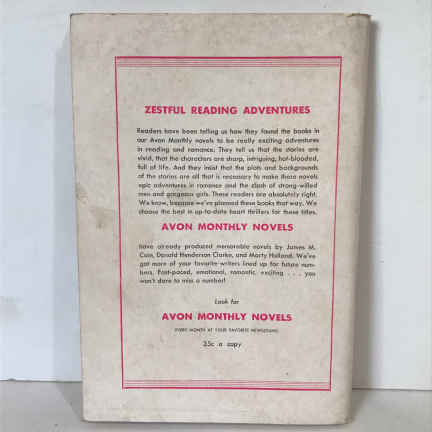 ZESTFUL READING ADVENTURES
Readers have been telling us how they found the books in
our Avon Monthly novels to be really exciting adventures
in reading and romance. They tell us that the stories are
vivid, that the characters are sharp, intriguing, hot-blooded,
full of life. And they insist that the plots and backgrounds
of the stories are all that is necessary to make these novels
epic adventures in romance and the clash of strong-willed
men and gorgeous girls. These readers are absolutely right.
We know, because we've planned these books that way. We
choose the best in up-to-date heart thrillers for these titles.
AVON MONTHLY NOVELS
have already produced memorable novels by James M.
Cain, Donald Henderson Clarke, and Marty Holland. We've
got more of your favorite writers lined up for future num-
bers. Fast-paced, emotional, romantic, exciting . . . you
won't dare to miss a number!
Look for
AVON MONTHLY NOVELS
EVERY MONTH AT YOUR FAVORITE NEWSSTAND
35c a copy